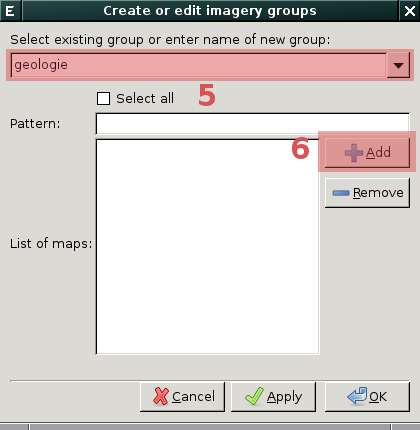 E Create or edit imagery groups
Select existing group or enter name of new group:
geologie
Select all 5
Pattern:
6 Add
Remove
List of maps:
Cancel Apply OK